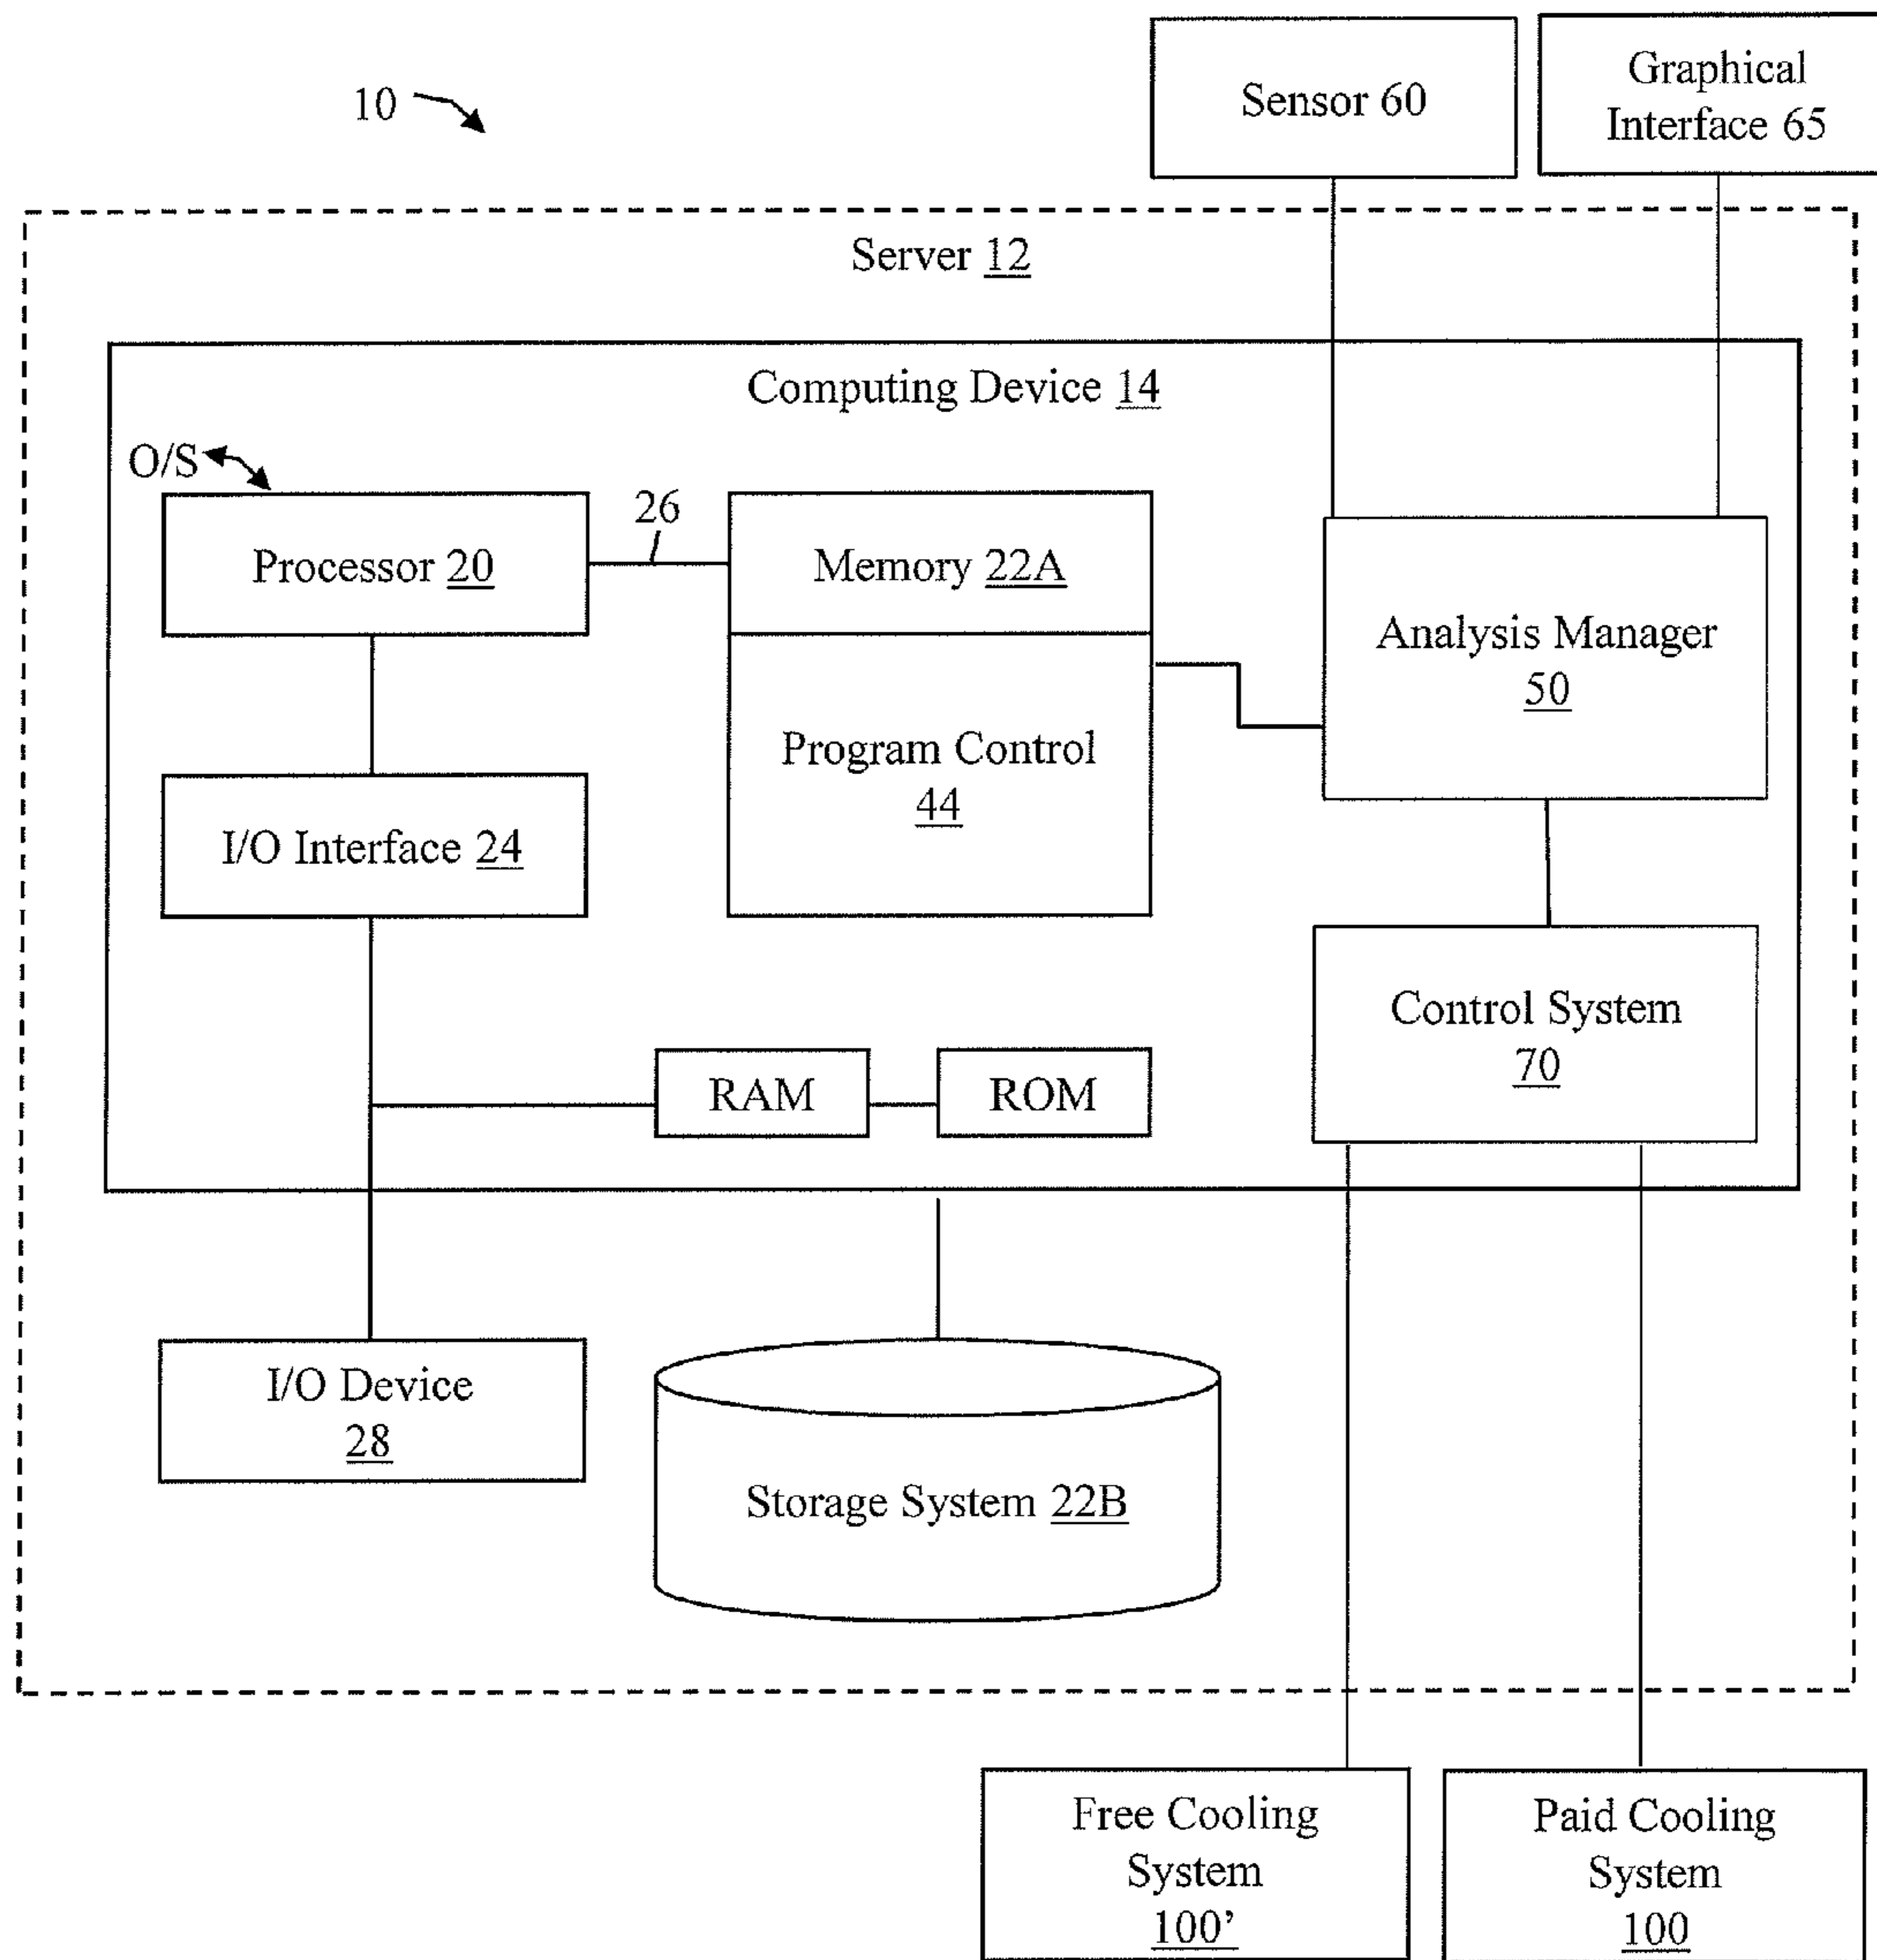 10
Sensor 60
Graphical
Interface 65
Server 12
Computing Device 14
O/S
Processor 20
26
Memory 22A
Analysis Manager
50
Program Control
44
I/O Interface 24
Control System
70
RAM
ROM
I/O Device
28
Storage System 22B
Free Cooling
System
100’
Paid Cooling
System
100